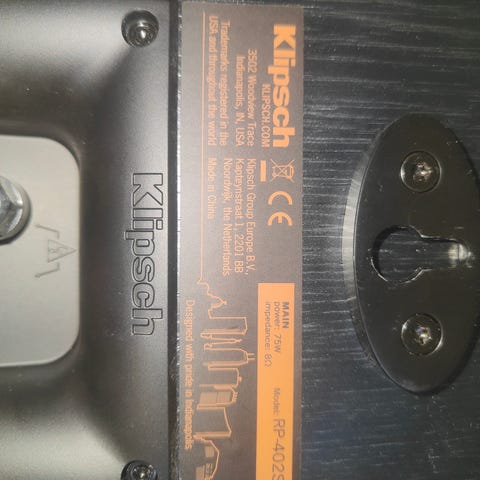 Klipsch
KLIPSCH.COM
3502 Woodview Trace
Indianapolis, IN, USA
Trademarks registered in the
USA and throughout the world
CE
Klipsch Group Europe B.V.
Kapteynstraat 1, 2201 BB
Noordwijk, the Netherlands
Made in China
MAIN
power: 75W
impedance: 8Ω
Model: RP-402S
Designed with pride in Indianapolis
Klipsch